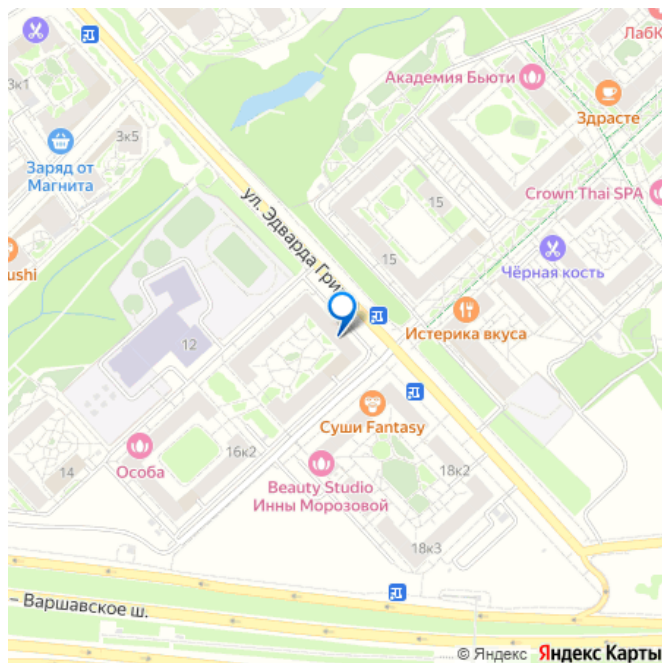 ЛабК
3к1
Академия Бьюти
Здрасте
3к5
Заряд от
Магнита
15
Crown Thai SPA
ул. Эдварда Гри
ushi
15
Чёрная кость
Истерика вкуса
12
Суши Fantasy
16к2
Особа
14
Beauty Studio
Инны Морозовой
18к2
18к3
Варшавское ш.
© Яндекс Яндекс Карты